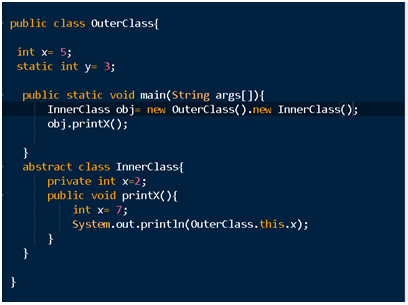 public class OuterClass{
int x= 5;
static int y= 3;
public static void main(String args[]){
InnerClass obj= new OuterClass().new InnerClass();
obj.printX();
}
abstract class InnerClass{
private int x=2;
public void printX(){
int x= 7;
System.out.println(OuterClass.this.x);
}
}
}